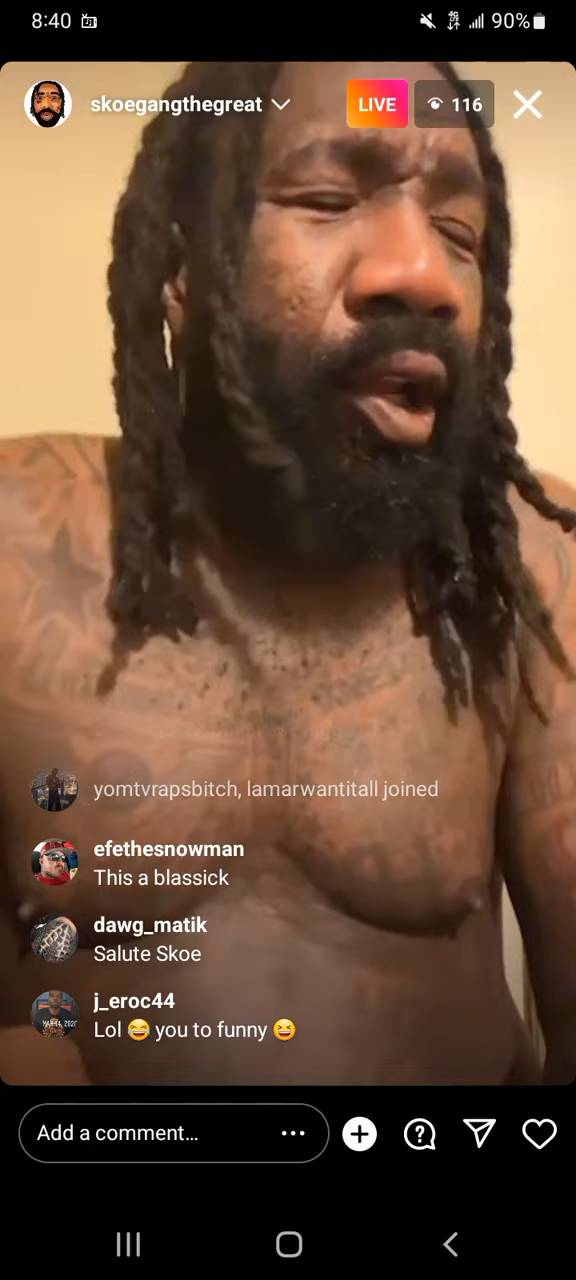 8:40 90%
skoegangthegreat LIVE 116
yomtvrapsbitch, lamarwantitall joined
efethesnowman
This a blassick
dawg_matik
Salute Skoe
j_eroc44
Lol 😂 you to funny 😆
Add a comment…